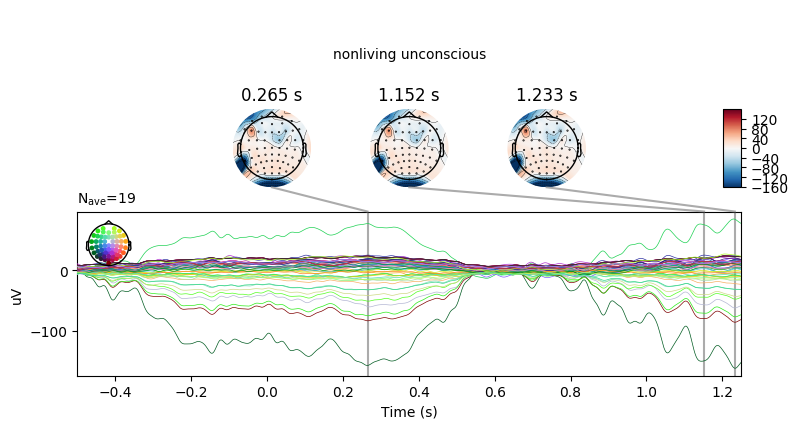 nonliving unconscious
0.265 s 1.152 s 1.233 s
120
80
40
0
−40
−80
−120
−160
Nave=19
0
−100
uV
−0.4 −0.2 0.0 0.2 0.4 0.6 0.8 1.0 1.2
Time (s)